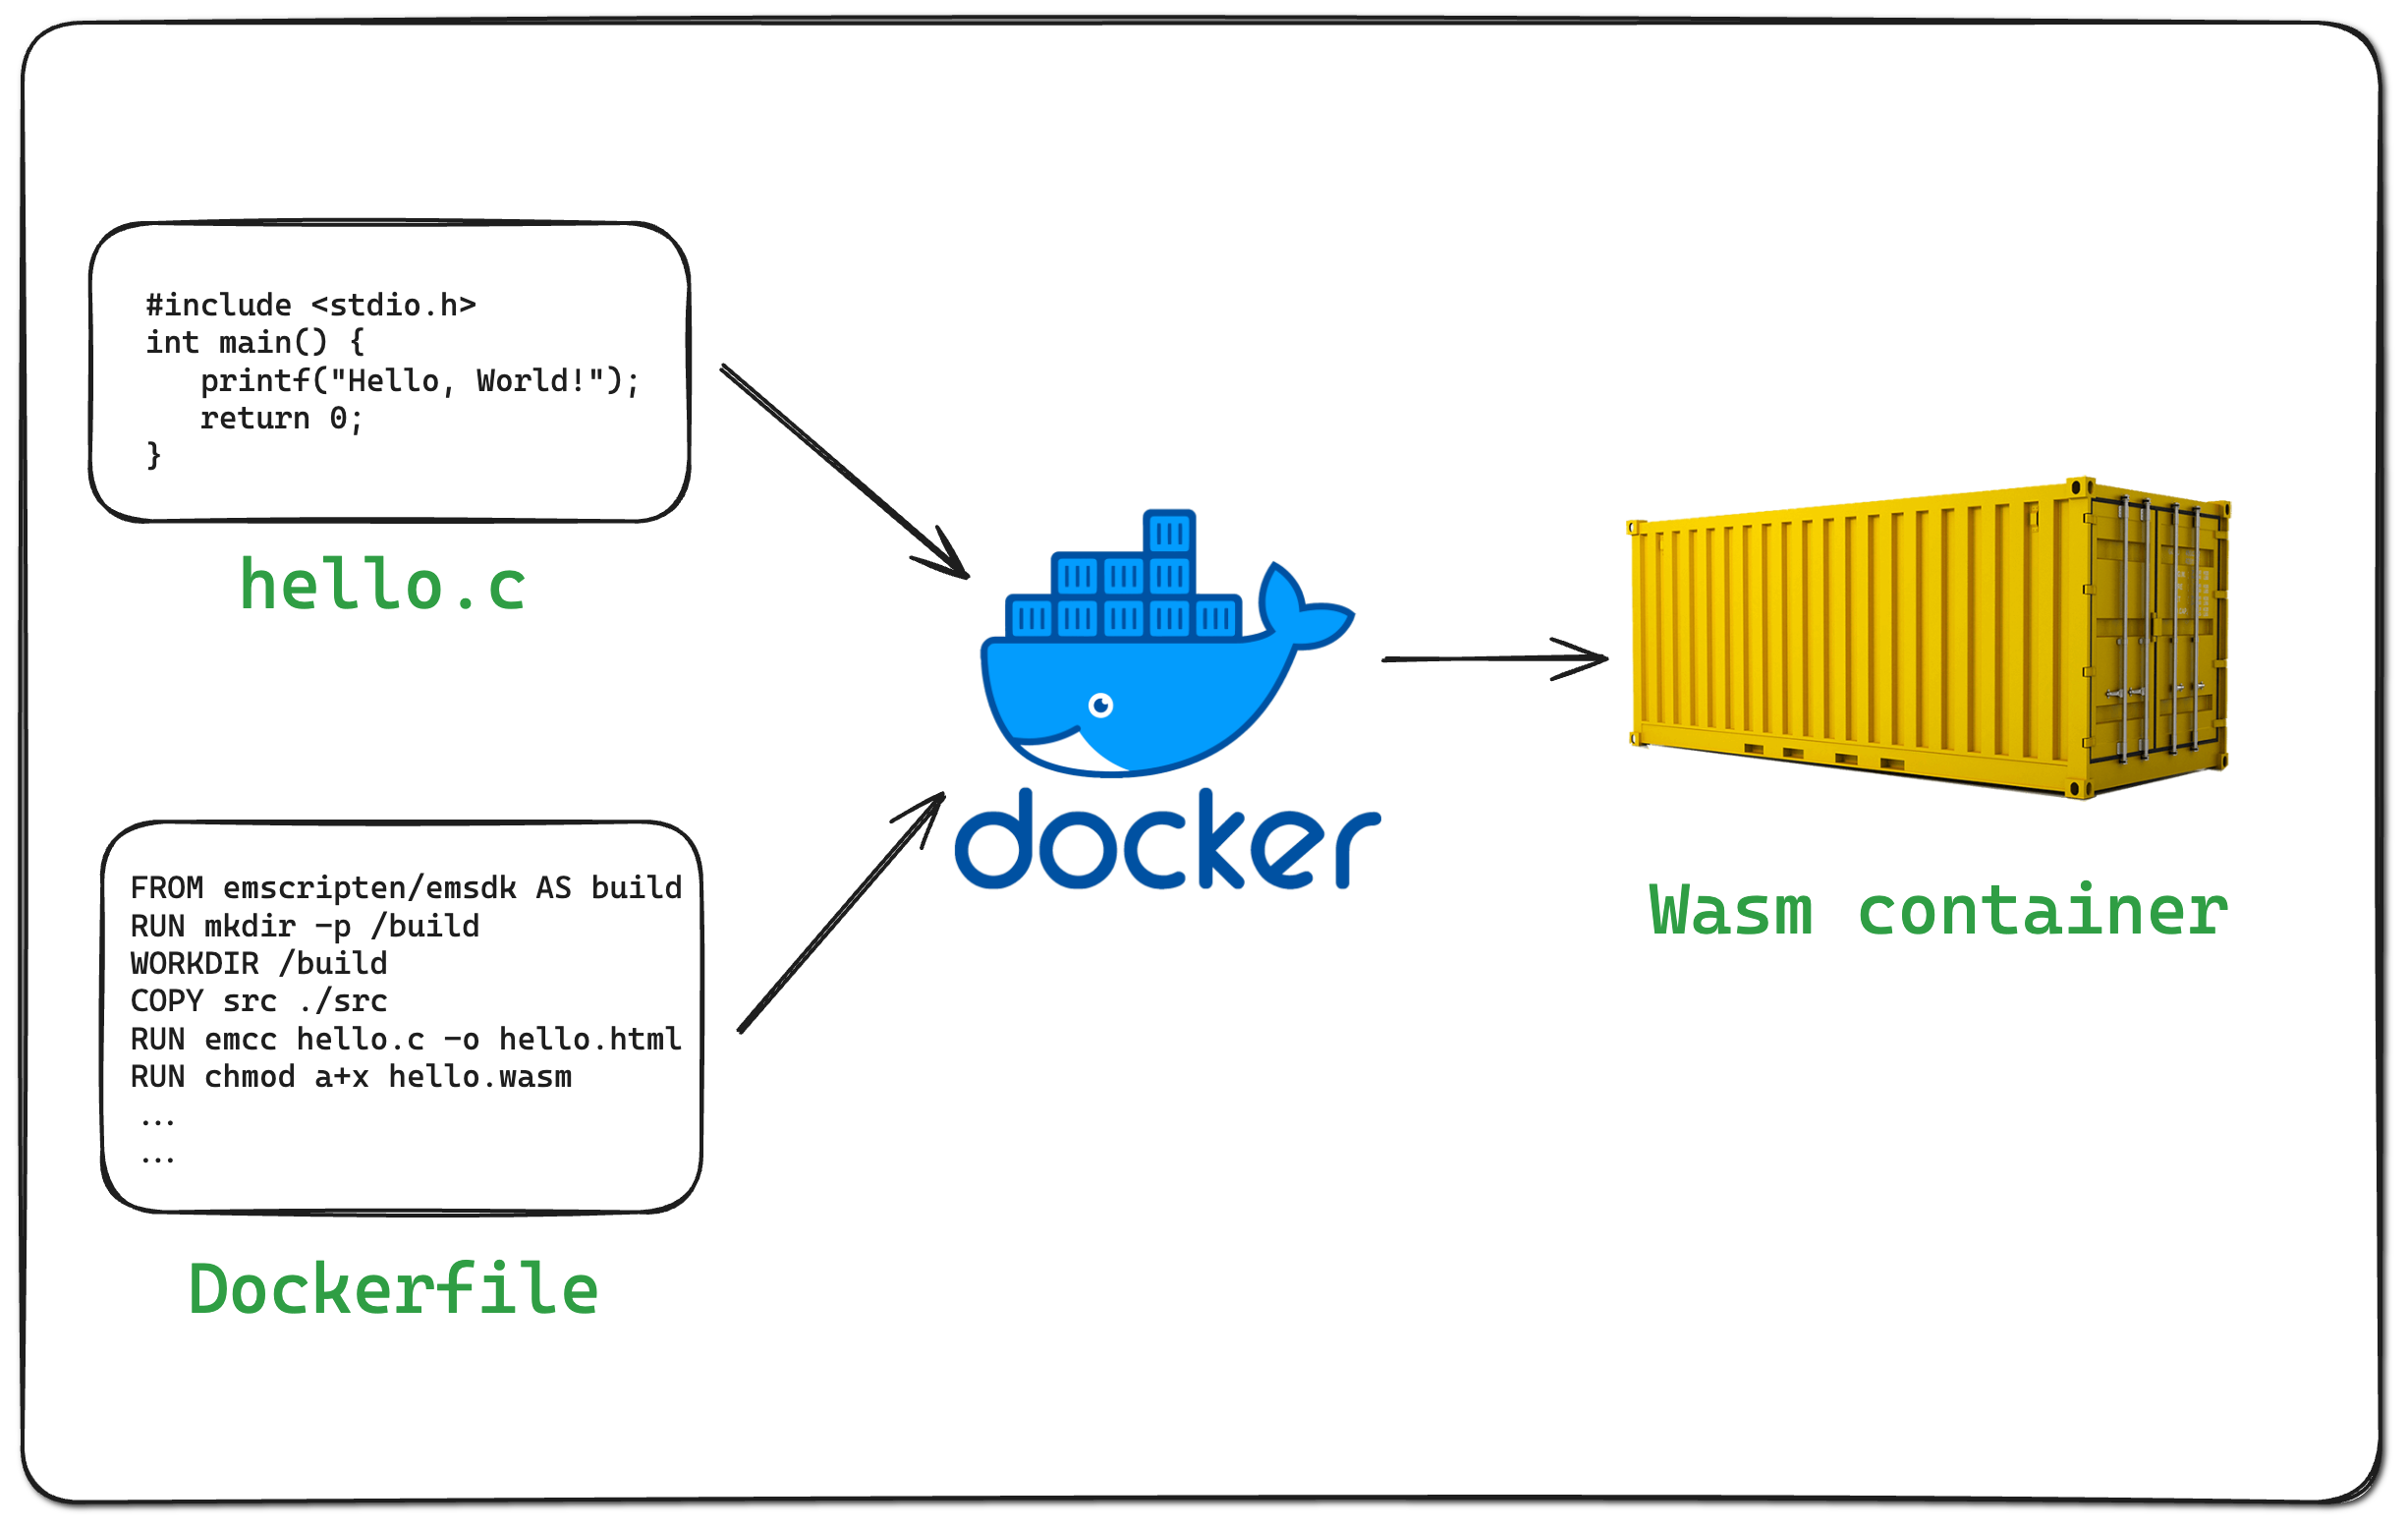 #include <stdio.h>
int main() {
   printf("Hello, World!");
   return 0;
}
hello.c
FROM emscripten/emsdk AS build
RUN mkdir -p /build
WORKDIR /build
COPY src ./src
RUN emcc hello.c -o hello.html
RUN chmod a+x hello.wasm
...
...
Dockerfile
docker
Wasm container